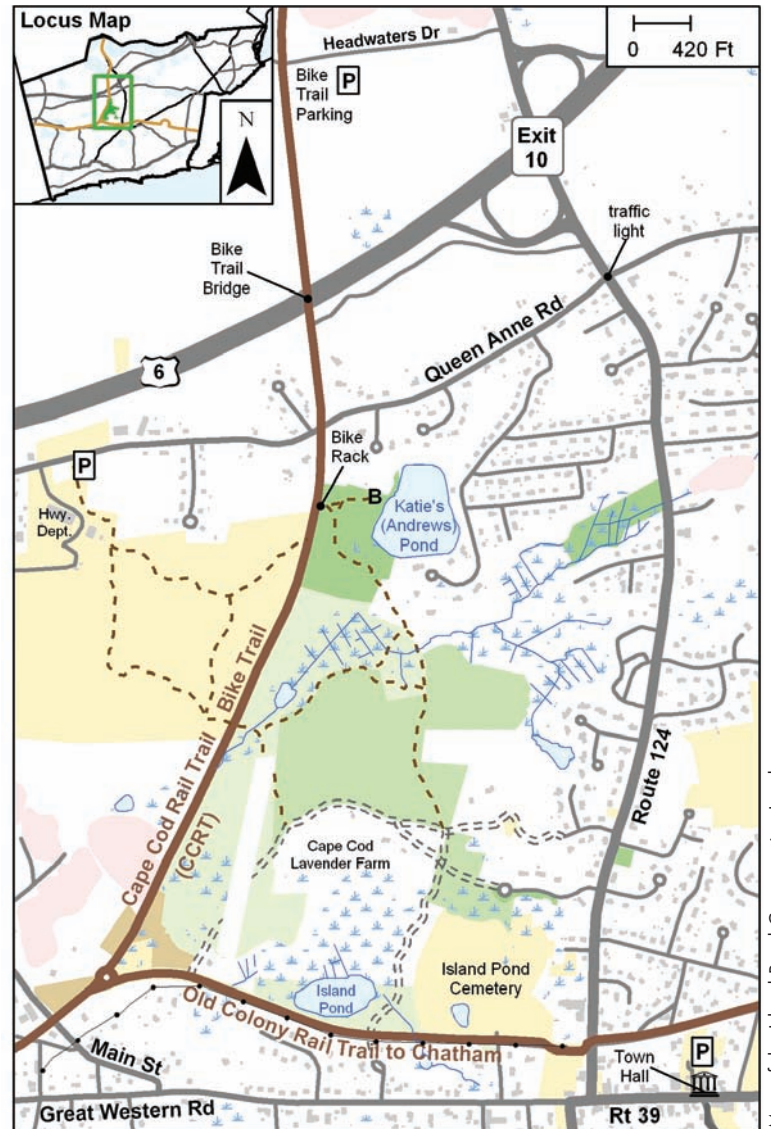 Locus Map
N
0 420 Ft
Headwaters Dr
Bike
Trail
Parking
P
Exit
10
traffic
light
Bike
Trail
Bridge
Queen Anne Rd
6
P
Bike
Rack
B
Katie's
(Andrews)
Pond
Hwy.
Dept.
Cape Cod Rail Trail Bike Trail
(CCRT)
Route 124
Cape Cod
Lavender Farm
Island Pond
Cemetery
Island
Pond
Old Colony Rail Trail to Chatham
Main St
Town
Hall
P
Great Western Rd
Rt 39